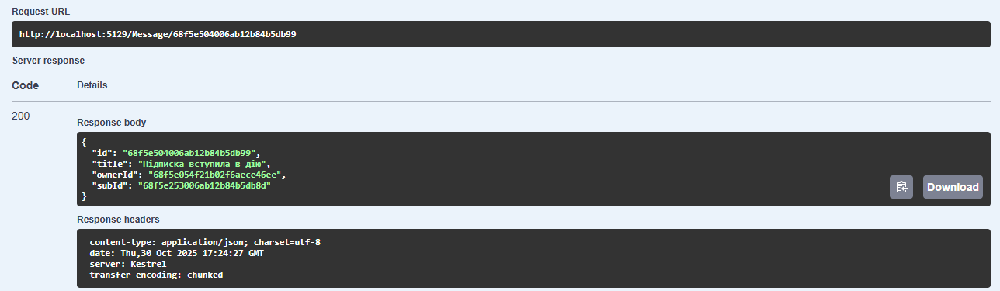 Request URL
http://localhost:5129/Message/68f5e504006ab12b84b5db99
Server response
Code Details
200
Response body
{
"id": "68f5e504006ab12b84b5db99",
"title": "Підписка вступила в дію",
"ownerId": "68f5e054f21b02f6aece46ee",
"subId": "68f5e253006ab12b84b5db8d"
}
Download
Response headers
content-type: application/json; charset=utf-8
date: Thu,30 Oct 2025 17:24:27 GMT
server: Kestrel
transfer-encoding: chunked